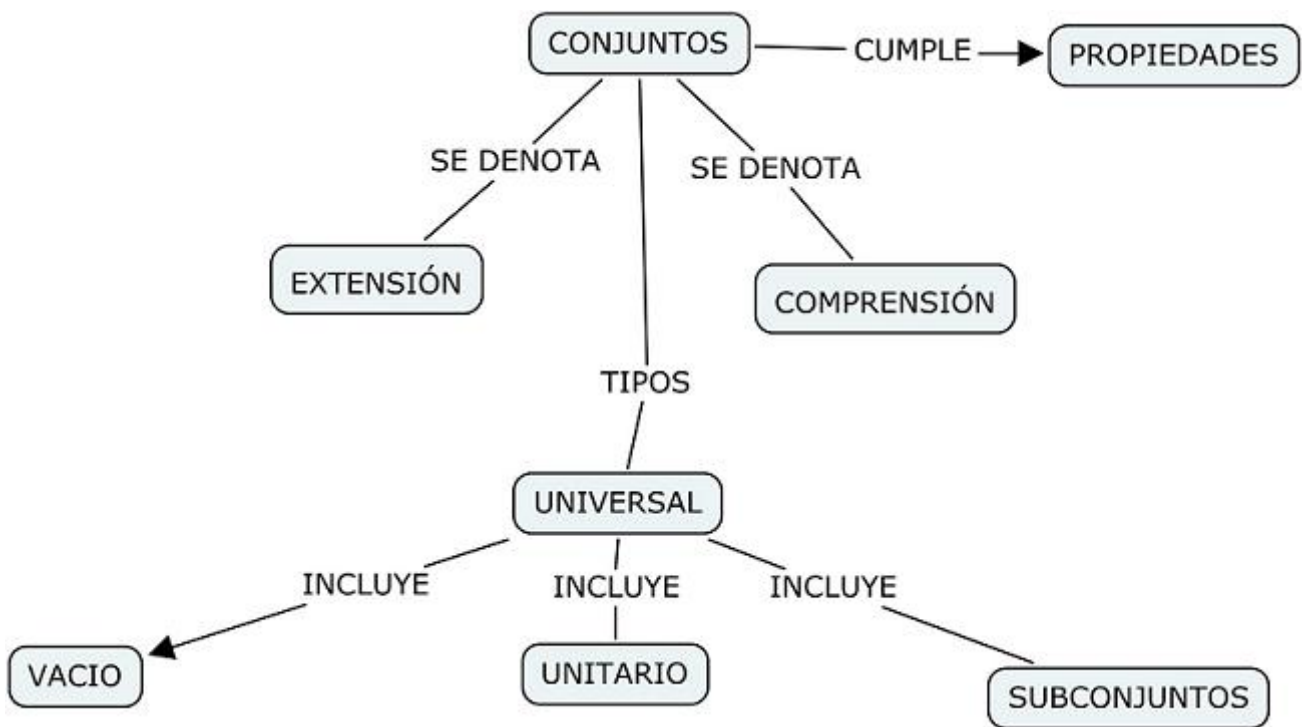 CONJUNTOS
CUMPLE
PROPIEDADES
SE DENOTA
SE DENOTA
EXTENSIÓN
COMPRENSIÓN
TIPOS
UNIVERSAL
INCLUYE
INCLUYE
INCLUYE
VACIO
UNITARIO
SUBCONJUNTOS